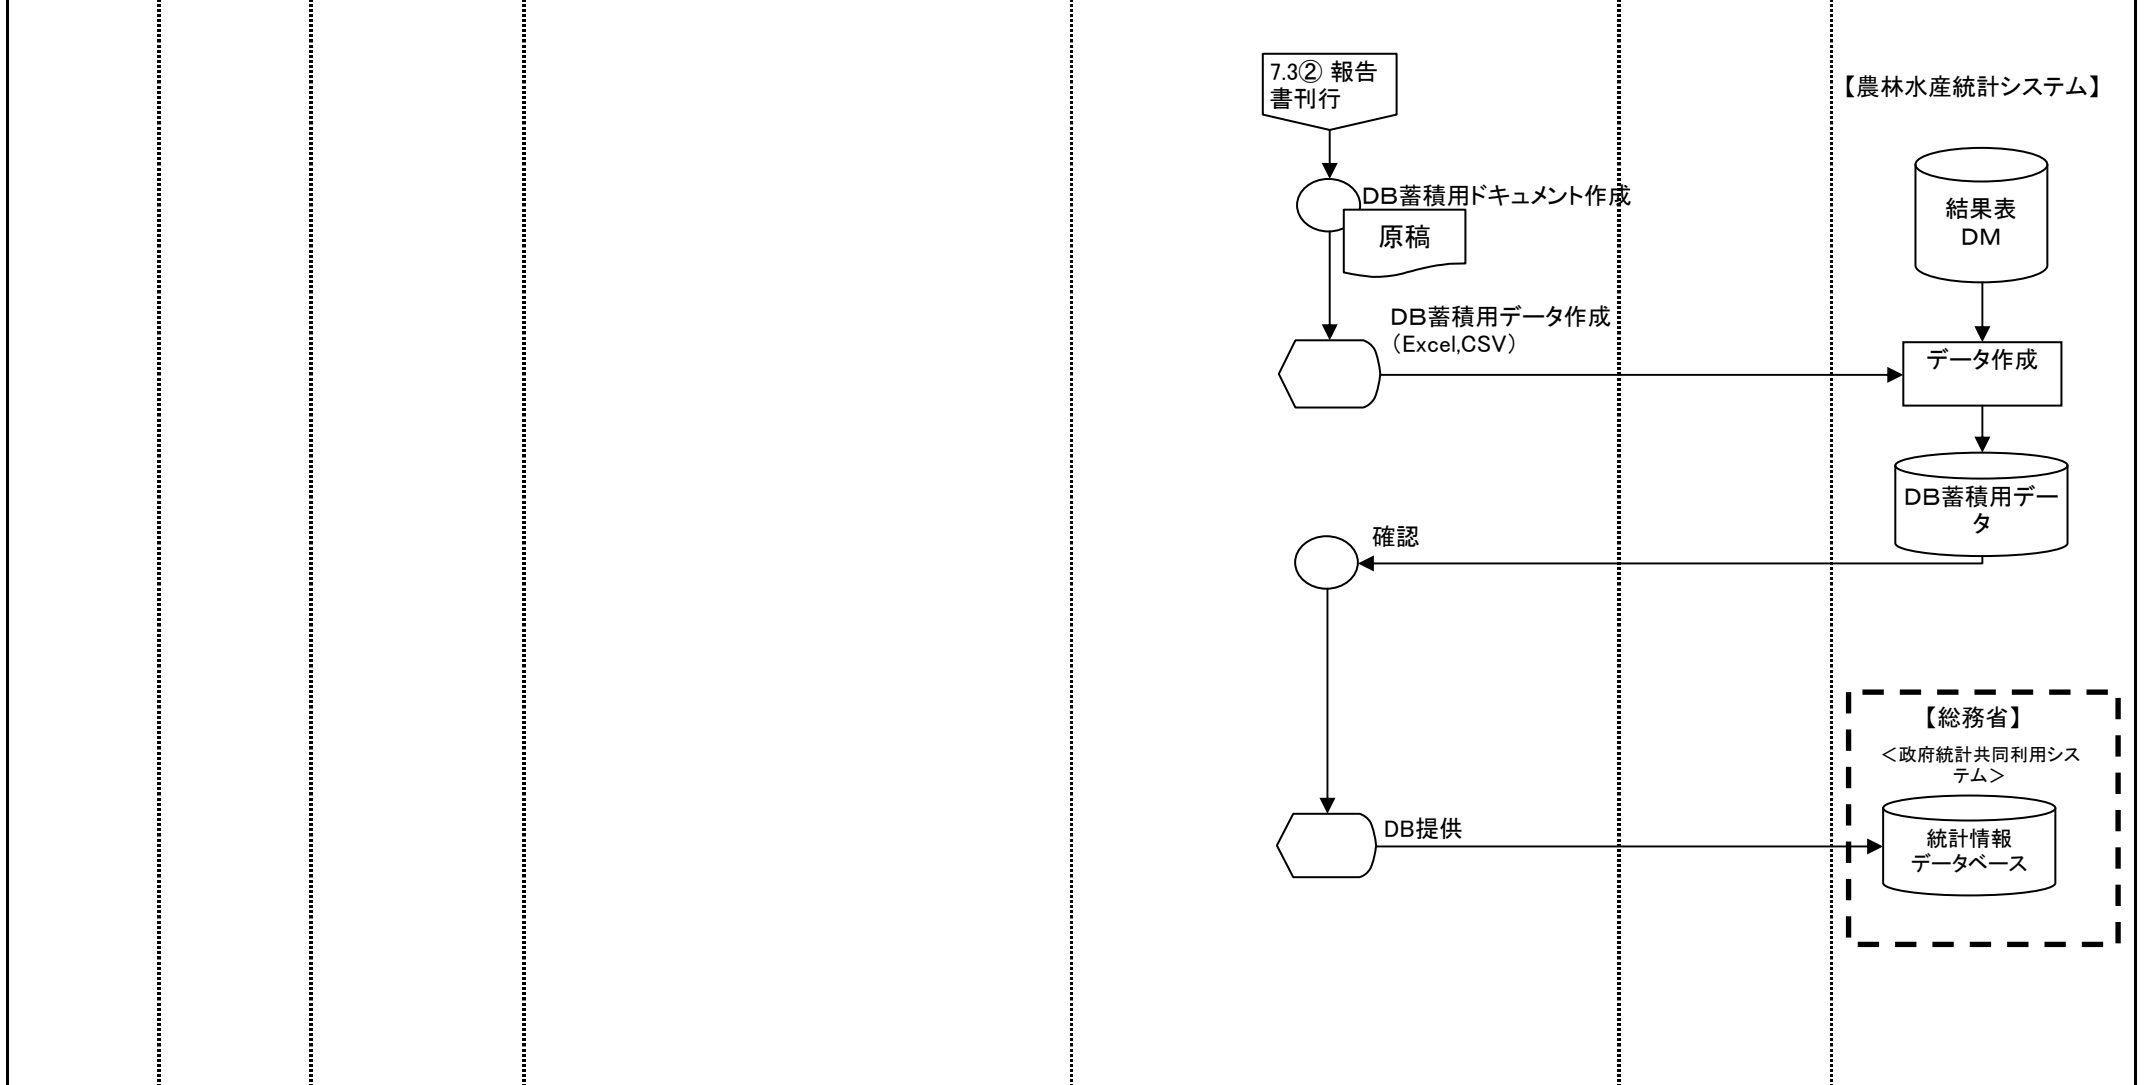 7.3② 報告
書刊行
【農林水産統計システム】
DB蓄積用ドキュメント作成
原稿
結果表
DM
DB蓄積用データ作成
（Excel,CSV）
データ作成
DB蓄積用デー
タ
確認
【総務省】
＜政府統計共同利用シス
テム＞
DB提供
統計情報
データベース